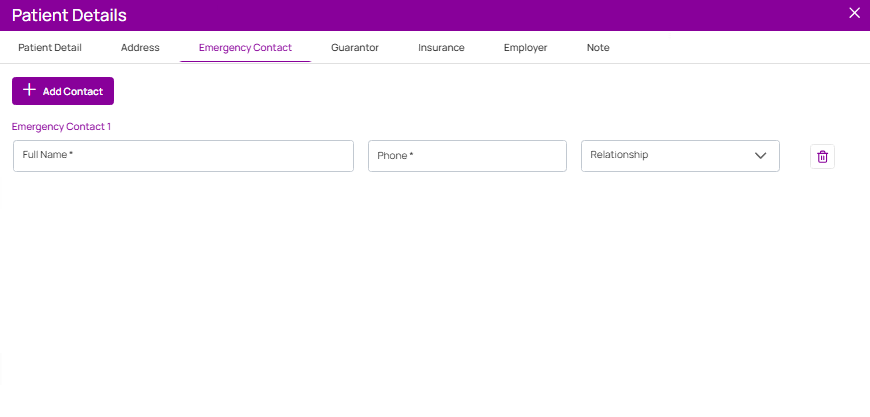 Patient Details
Patient Detail Address Emergency Contact Guarantor Insurance Employer Note
Add Contact
Emergency Contact 1
Full Name * Phone * Relationship